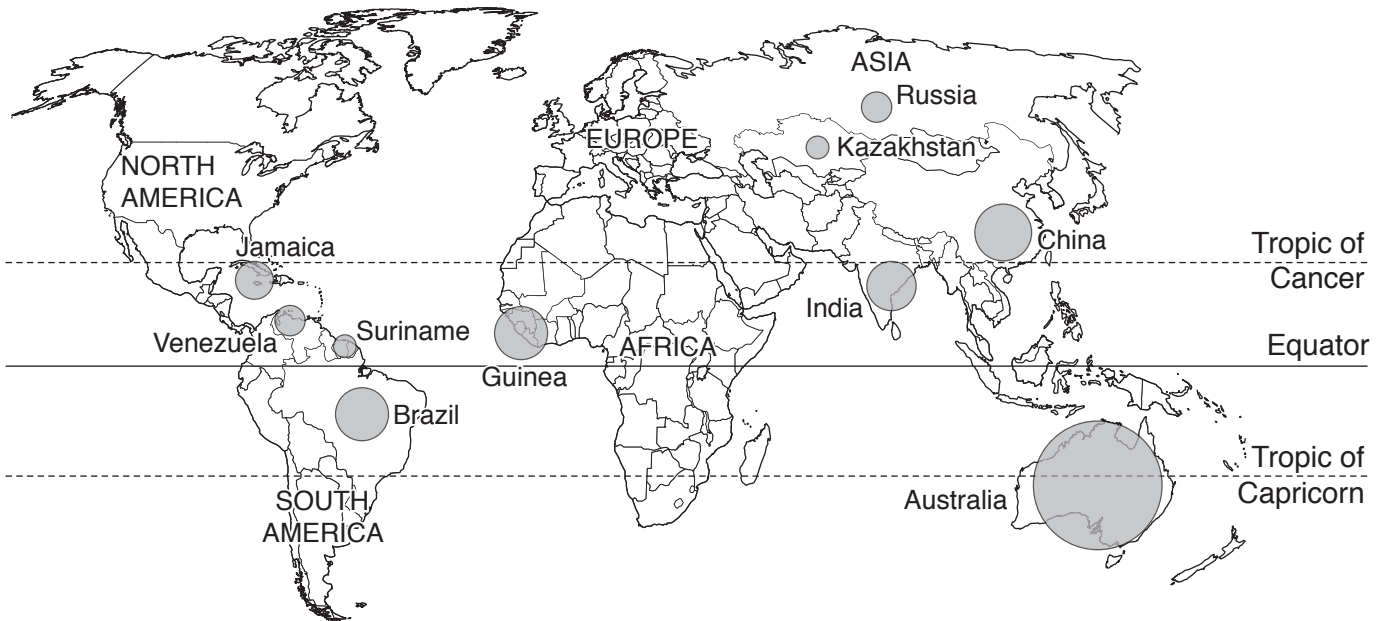 ASIA
Russia
EUROPE
Kazakhstan
NORTH
AMERICA
Jamaica
China
Tropic of
Cancer
India
Venezuela
Suriname
AFRICA
Equator
Guinea
Brazil
Tropic of
Capricorn
SOUTH
AMERICA
Australia